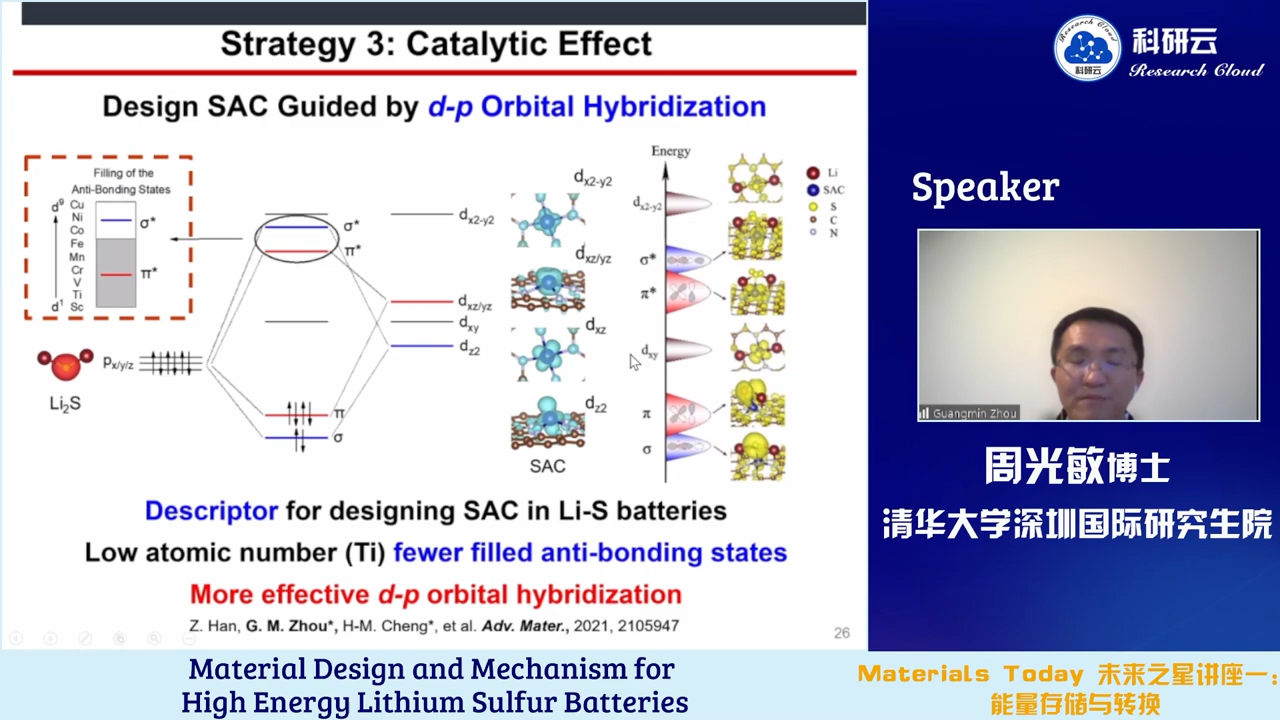 Strategy 3: Catalytic Effect
Design SAC Guided by d-p Orbital Hybridization
Filling of the
Anti-Bonding States
d⁹
Cu
Ni
Co
Fe
Mn
Cr
V
Ti
Sc
d¹
σ*
π*
Li₂S
pₓ/y/z
σ*
π*
π
σ
dx2-y2
dxz/yz
dxy
dz2
dx2-y2
dxz/yz
dxz
dz2
SAC
Energy
dx2-y2
σ*
π*
dxy
π
σ
Li
SAC
S
C
N
Descriptor for designing SAC in Li-S batteries
Low atomic number (Ti) fewer filled anti-bonding states
More effective d-p orbital hybridization
Z. Han, G. M. Zhou*, H-M. Cheng*, et al. Adv. Mater., 2021, 2105947
26
Research Cloud
科研云
科研云
Research Cloud
Speaker
Guangmin Zhou
周光敏博士
清华大学深圳国际研究生院
Material Design and Mechanism for
High Energy Lithium Sulfur Batteries
Materials Today 未来之星讲座一:
能量存储与转换